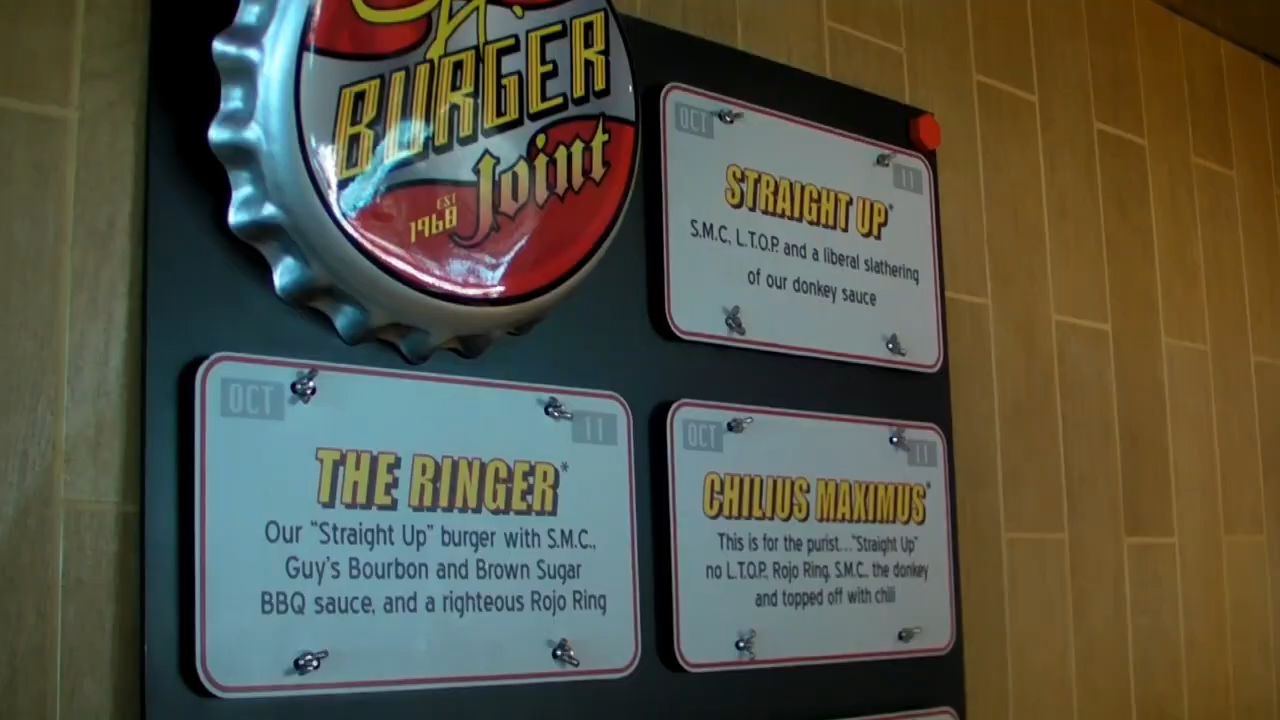 BURGER
Joint
EST
1968
OCT
11
STRAIGHT UP*
S.M.C, L.T.O.P. and a liberal slathering
of our donkey sauce
OCT
11
THE RINGER*
Our "Straight Up" burger with S.M.C.,
Guy's Bourbon and Brown Sugar
BBQ sauce, and a righteous Rojo Ring
OCT
11
CHILIUS MAXIMUS*
This is for the purist... "Straight Up"
no L.T.O.P. Rojo Ring, S.M.C., the donkey
and topped off with chili